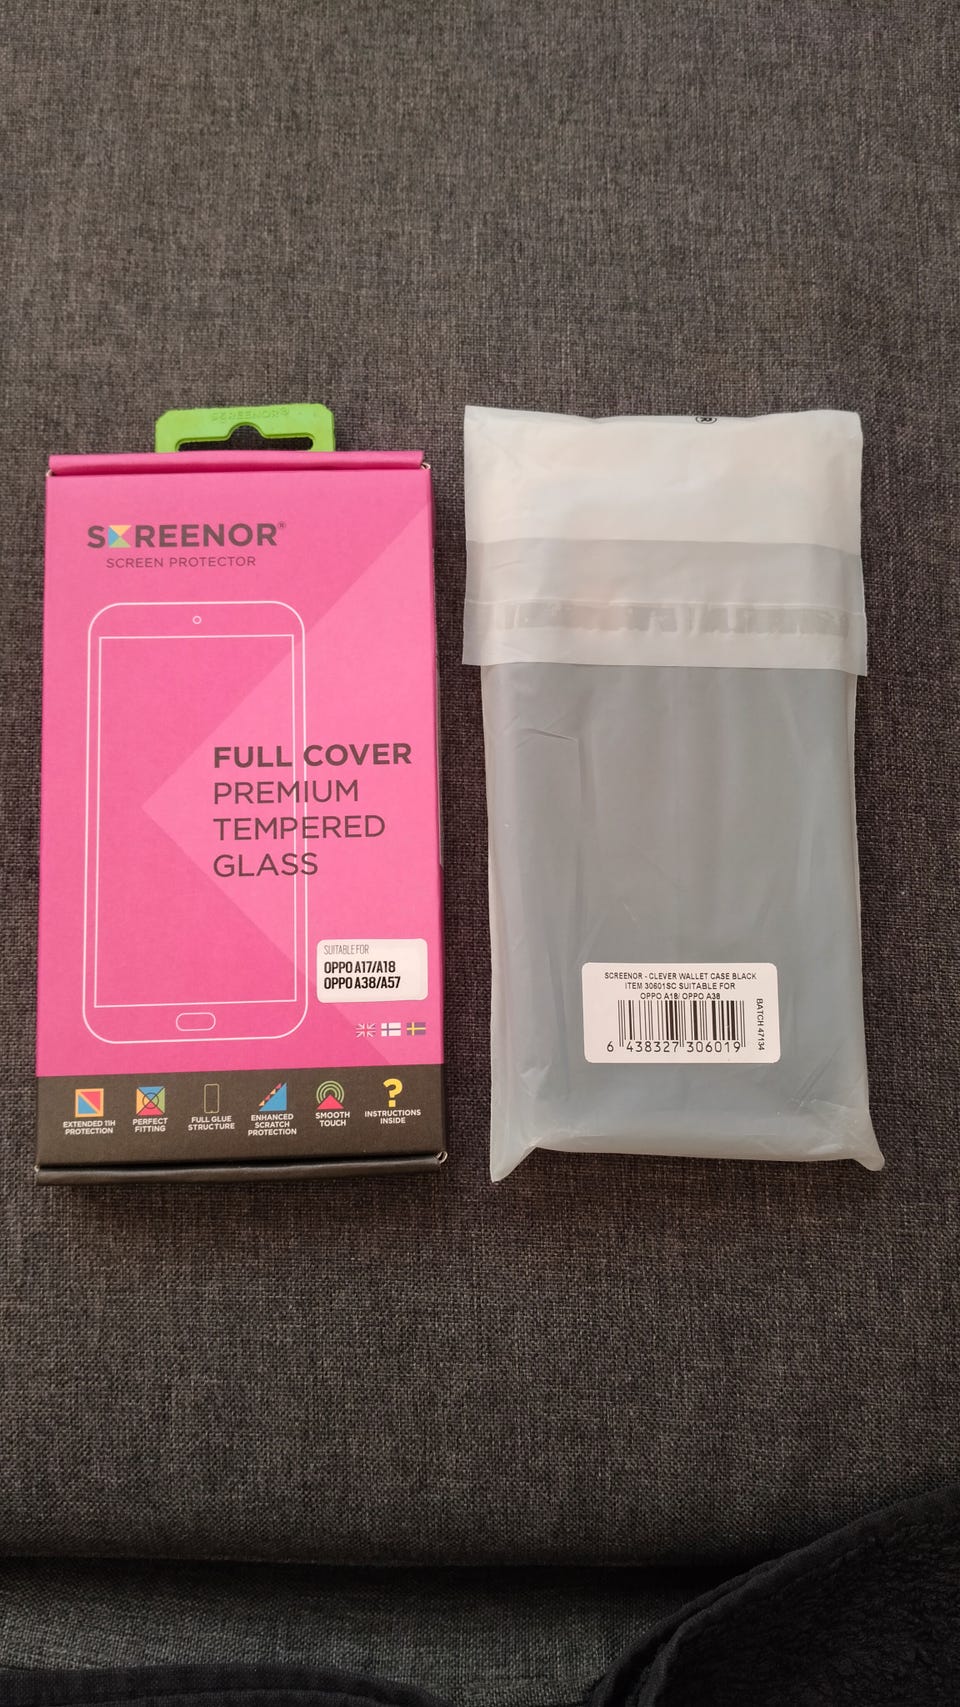 SCREENOR®
SCREENOR®
SCREEN PROTECTOR
FULL COVER
PREMIUM
TEMPERED
GLASS
SUITABLE FOR
OPPO A17/A18
OPPO A38/A57
EXTENDED 11H
PROTECTION
PERFECT
FITTING
FULL GLUE
STRUCTURE
ENHANCED
SCRATCH
PROTECTION
SMOOTH
TOUCH
?
INSTRUCTIONS
INSIDE
®
SCREENOR - CLEVER WALLET CASE BLACK
ITEM 30601SC SUITABLE FOR
OPPO A18/ OPPO A38
6 438327 306019
BATCH 47134